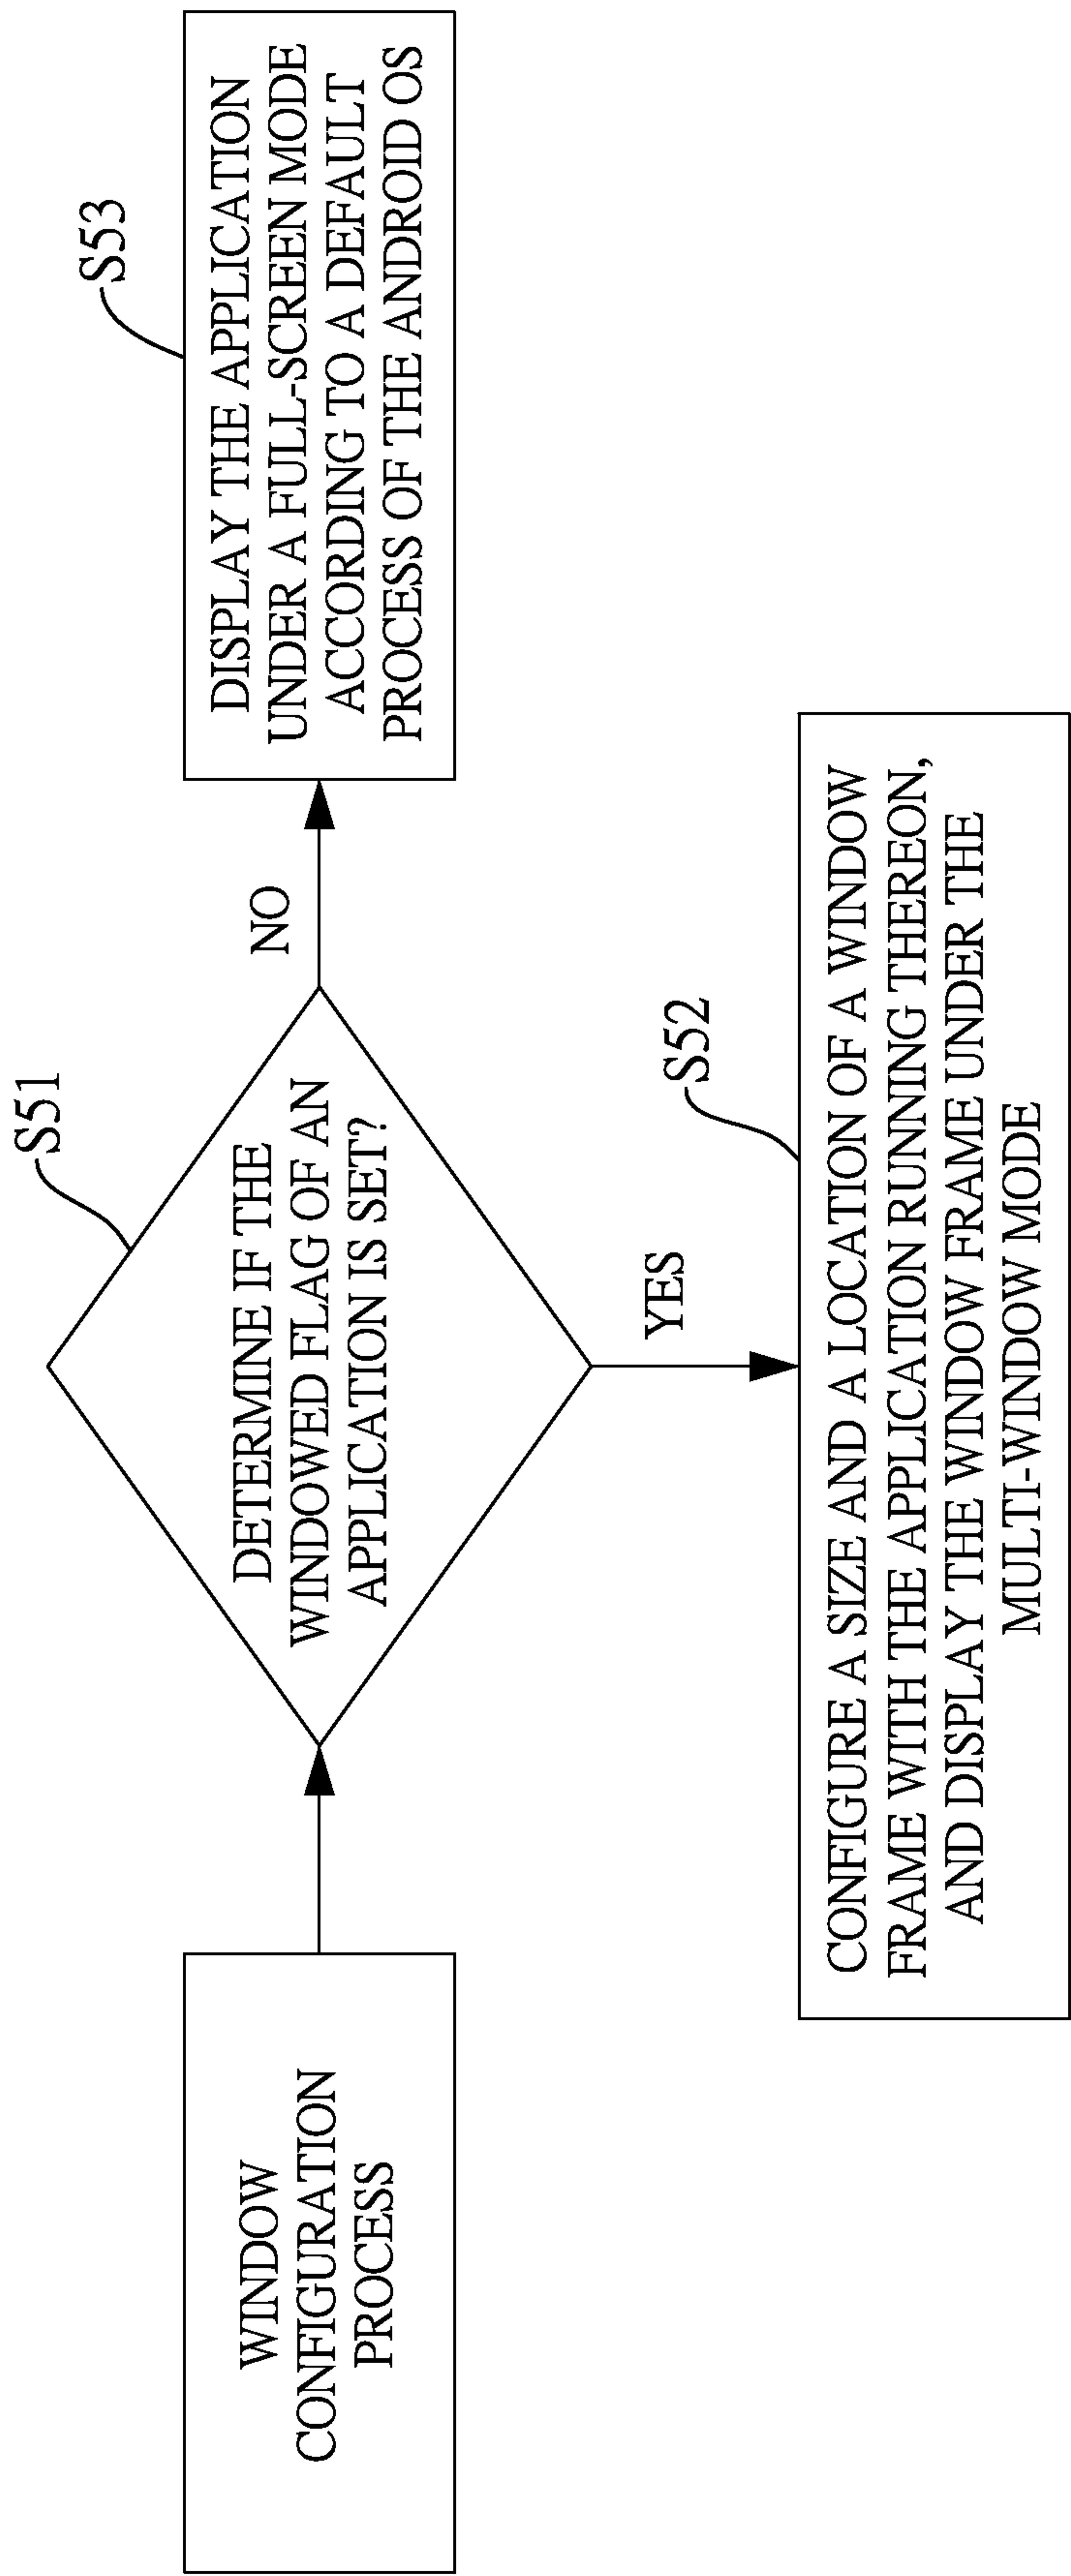 WINDOW
CONFIGURATION
PROCESS
S51
DETERMINE IF THE
WINDOWED FLAG OF AN
APPLICATION IS SET?
NO
S53
DISPLAY THE APPLICATION
UNDER A FULL-SCREEN MODE
ACCORDING TO A DEFAULT
PROCESS OF THE ANDROID OS
YES
S52
CONFIGURE A SIZE AND A LOCATION OF A WINDOW
FRAME WITH THE APPLICATION RUNNING THEREON,
AND DISPLAY THE WINDOW FRAME UNDER THE
MULTI-WINDOW MODE